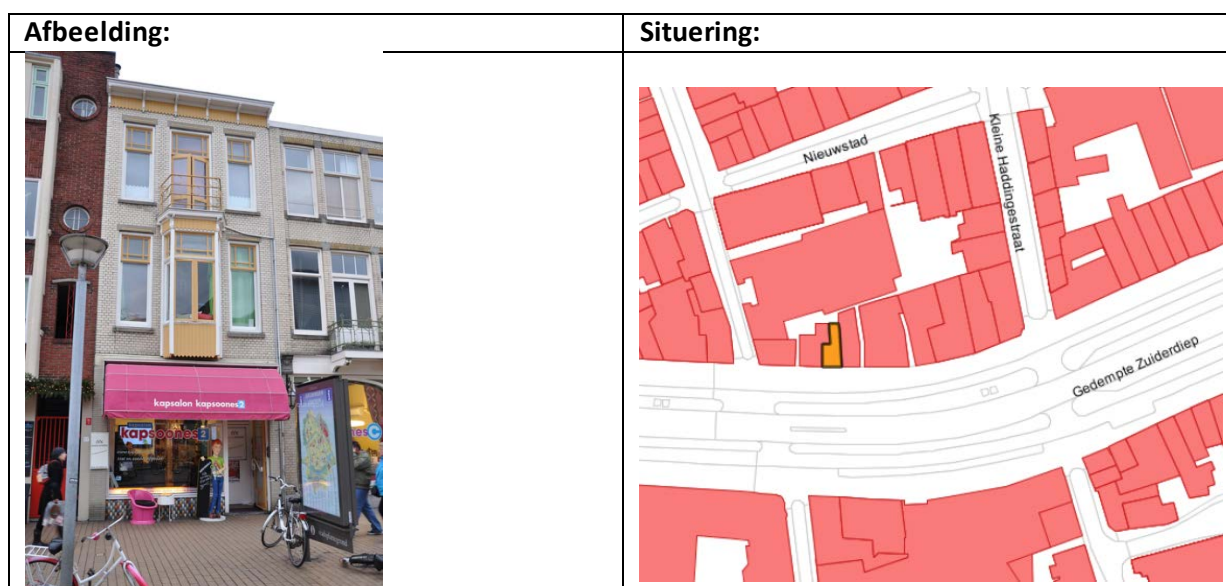 Afbeelding:
Situering:
kapsalon kapsoones2
kapsoones2
Nieuwstad
Kleine Haddingestraat
Gedempte Zuiderdiep